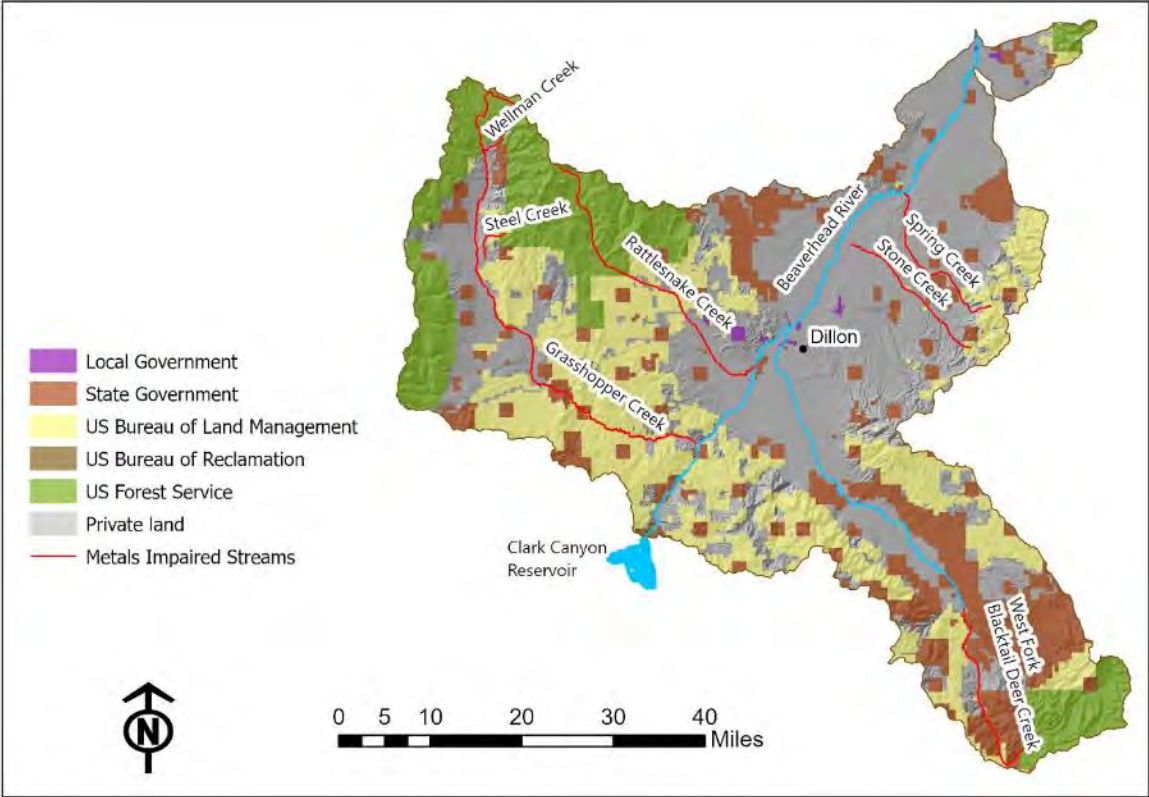 Wellman Creek
Steel Creek
Rattlesnake Creek
Grasshopper Creek
Beaverhead River
Spring Creek
Stone Creek
Dillon
Clark Canyon
Reservoir
West Fork
Blacktail Deer Creek
Local Government
State Government
US Bureau of Land Management
US Bureau of Reclamation
US Forest Service
Private land
Metals Impaired Streams
N
0 5 10 20 30 40
Miles